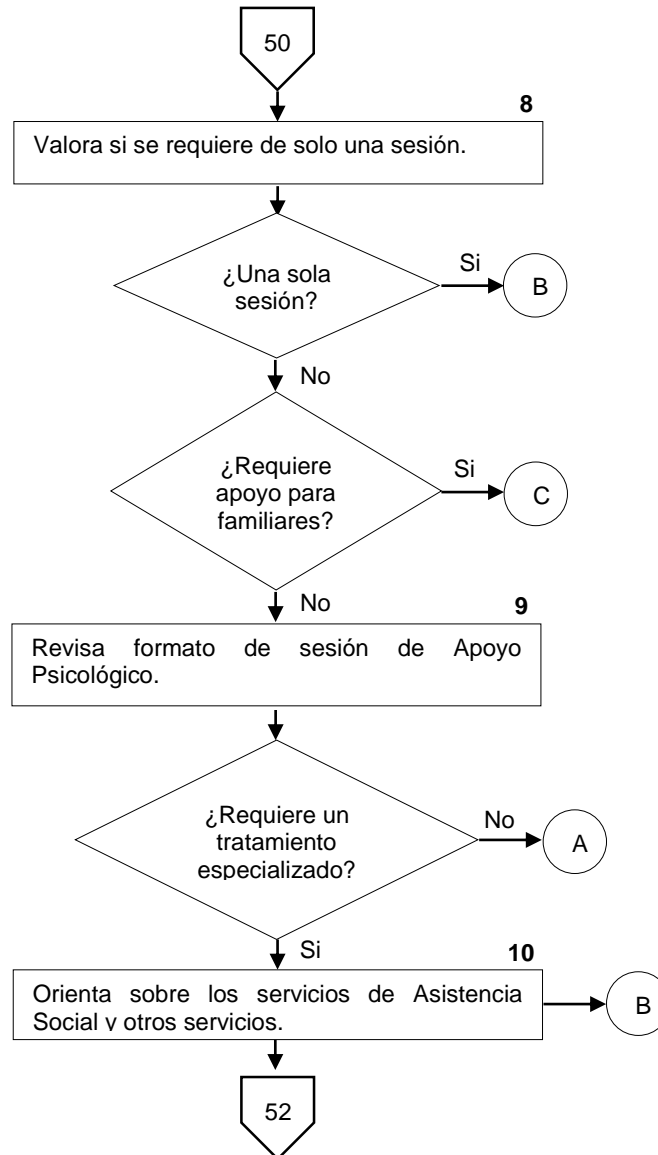 50
8
Valora si se requiere de solo una sesión.
¿Una sola
sesión?
Si
B
No
¿Requiere
apoyo para
familiares?
Si
C
No
9
Revisa formato de sesión de Apoyo
Psicológico.
¿Requiere un
tratamiento
especializado?
No
A
Si
10
Orienta sobre los servicios de Asistencia
Social y otros servicios.
B
52